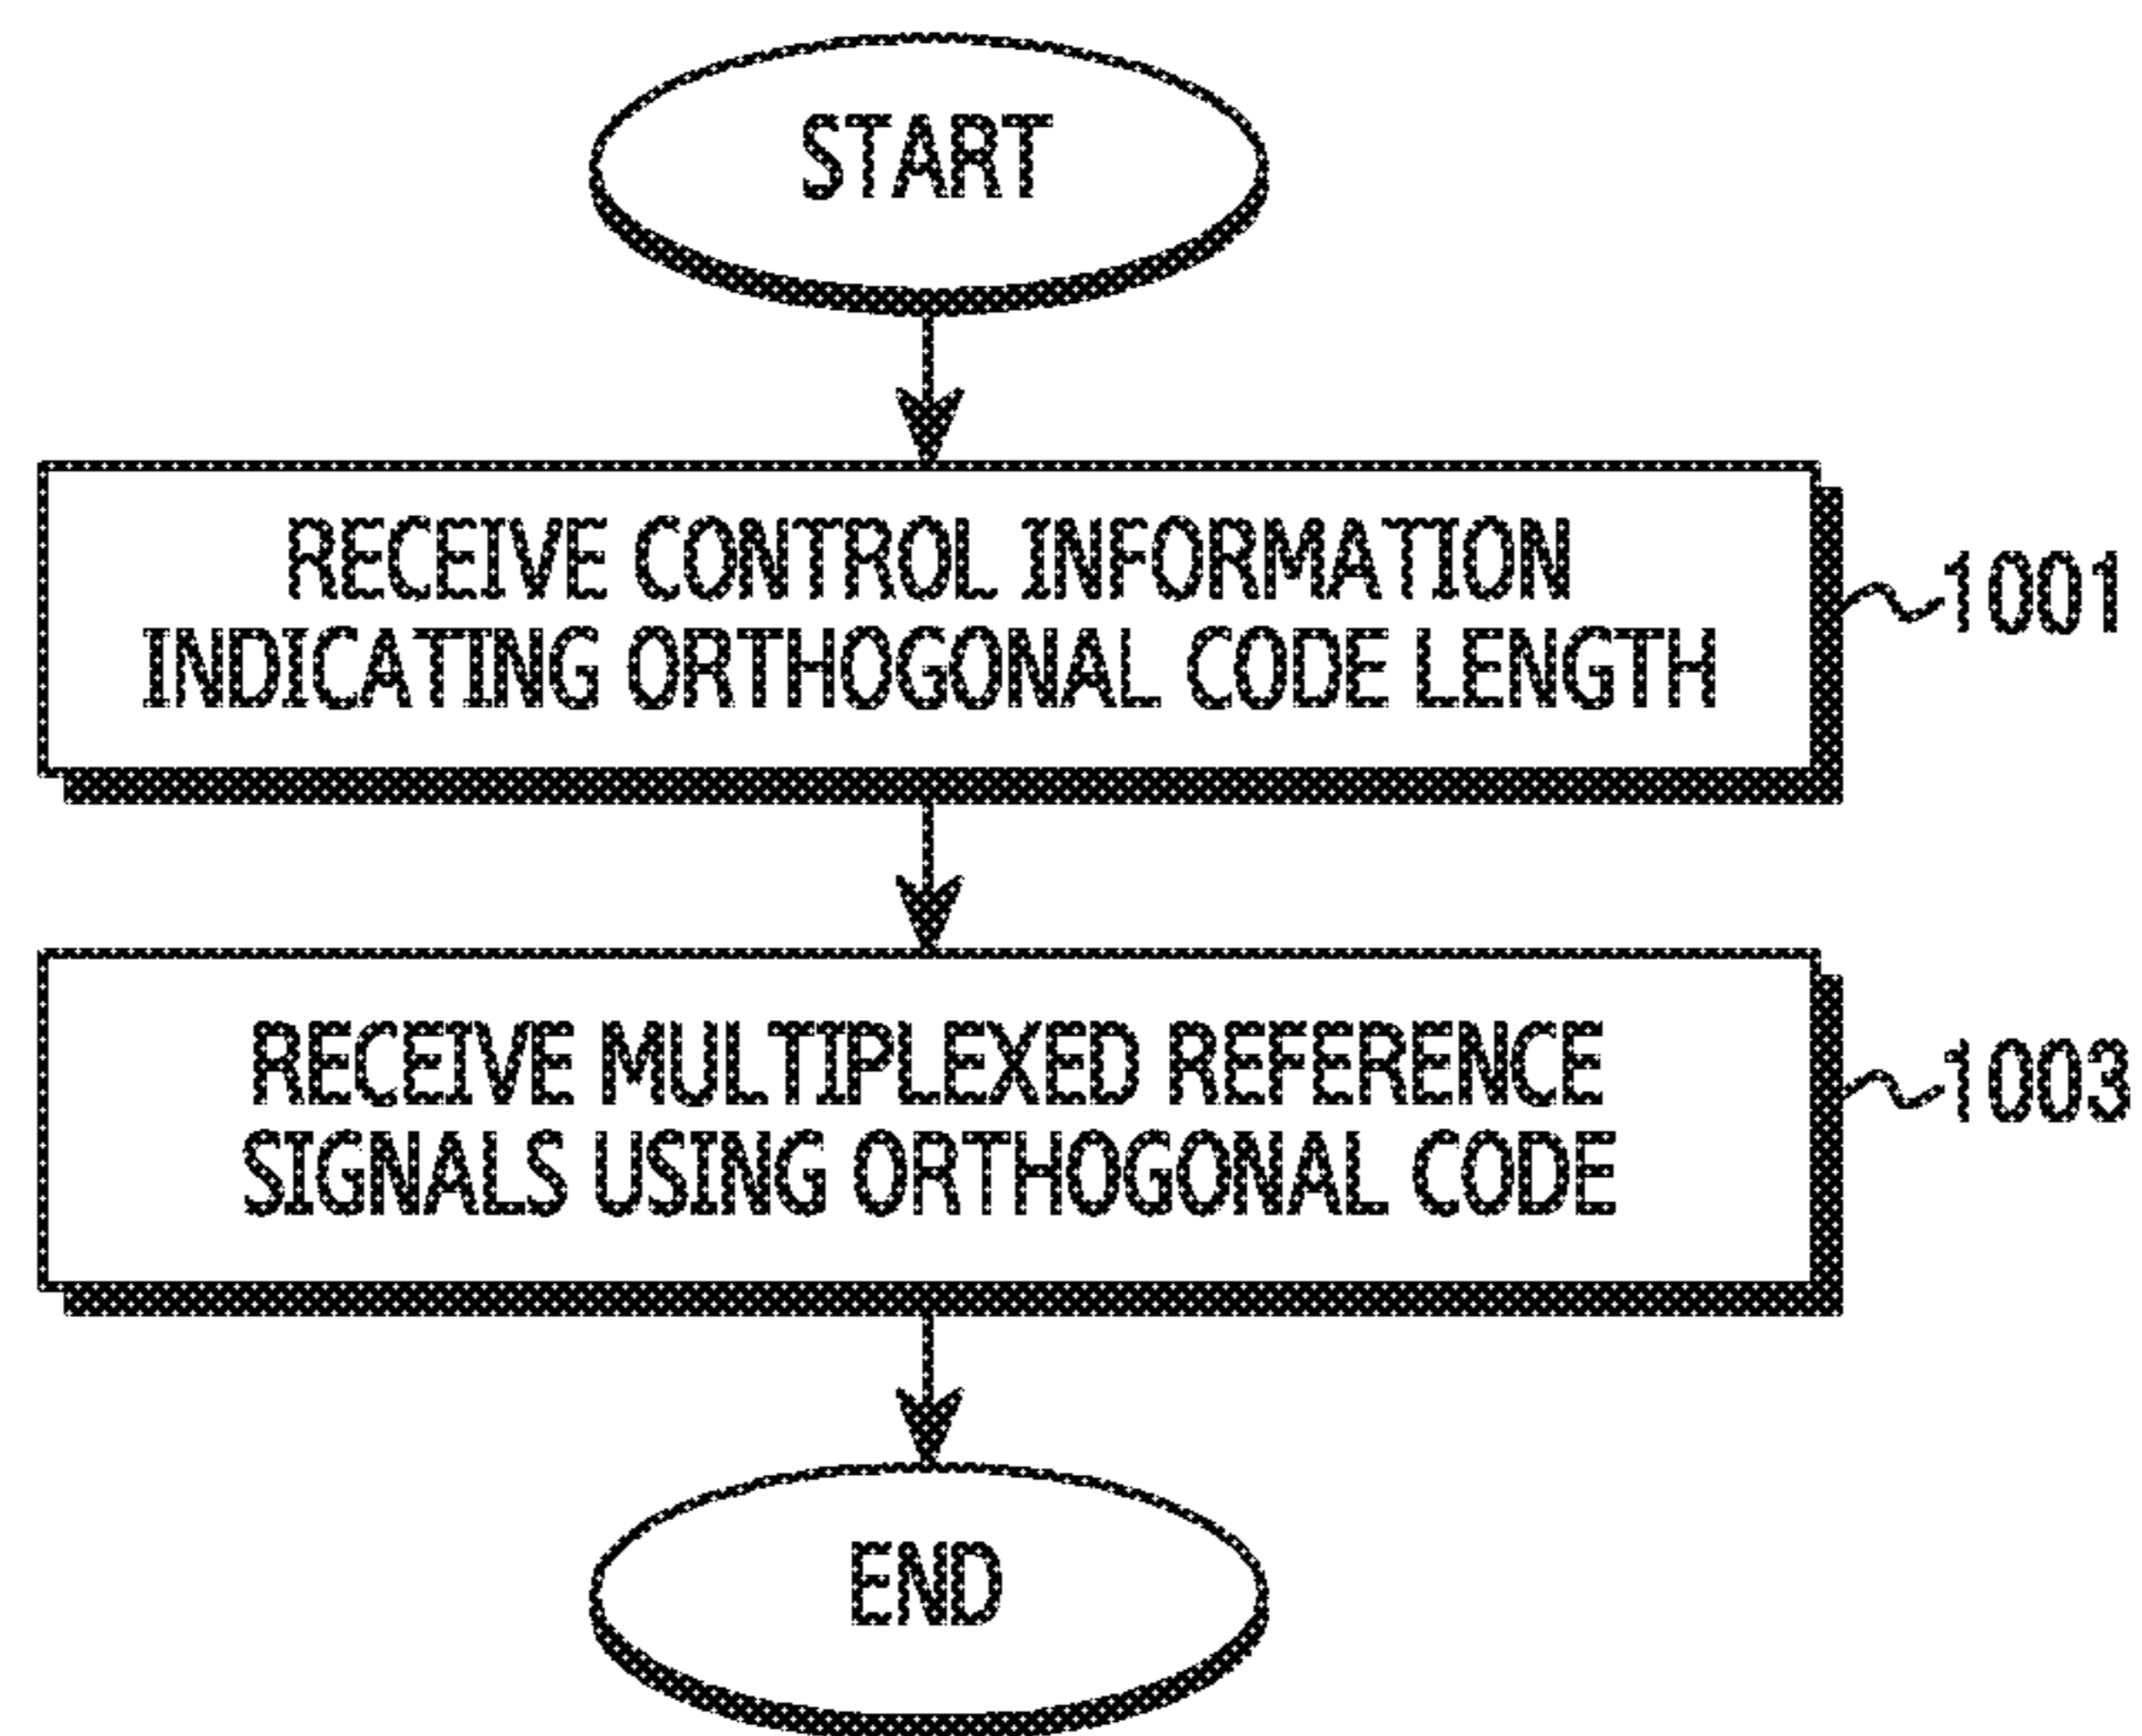 START
RECEIVE CONTROL INFORMATION
INDICATING ORTHOGONAL CODE LENGTH
1001
RECEIVE MULTIPLEXED REFERENCE
SIGNALS USING ORTHOGONAL CODE
1003
END